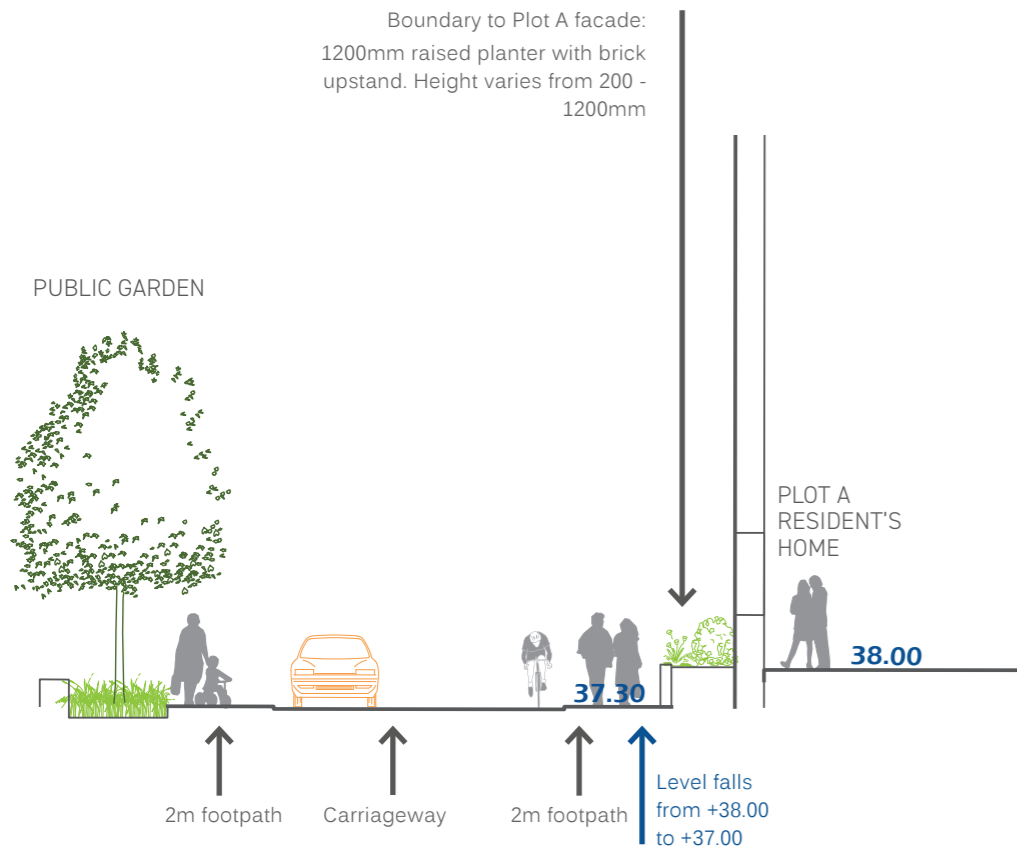 Boundary to Plot A facade:
1200mm raised planter with brick
upstand. Height varies from 200 -
1200mm
PUBLIC GARDEN
PLOT A
RESIDENT'S
HOME
38.00
37.30
2m footpath
Carriageway
2m footpath
Level falls
from +38.00
to +37.00